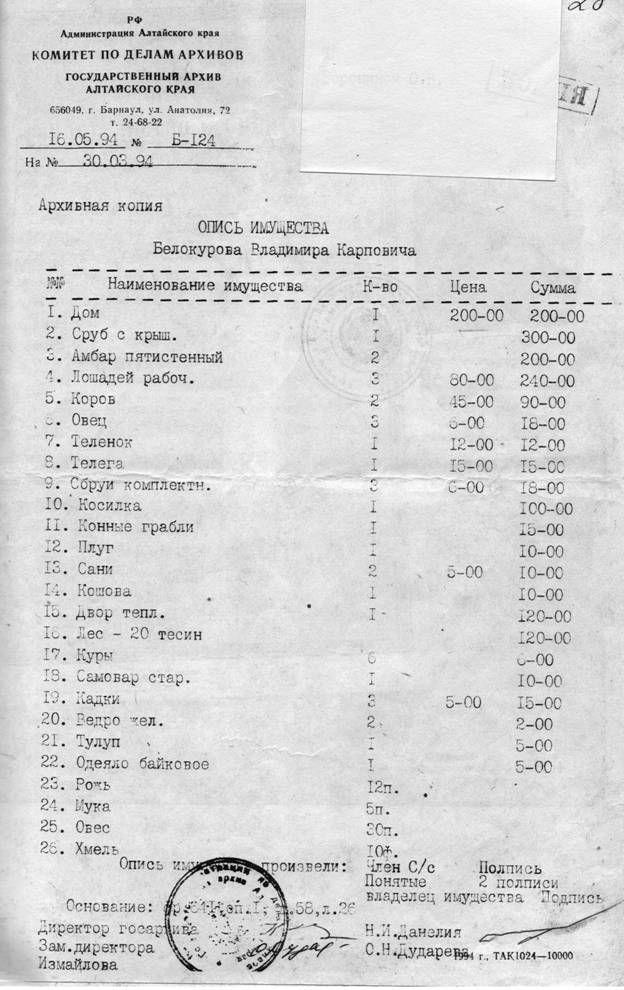 РФ
Администрация Алтайского края
КОМИТЕТ ПО ДЕЛАМ АРХИВОВ
ГОСУДАРСТВЕННЫЙ АРХИВ
АЛТАЙСКОГО КРАЯ
656049, г. Барнаул, ул. Анатолия, 72
т. 24-68-22
16.05.94 № Б-124
На № 30.03.94
Архивная копия
ОПИСЬ ИМУЩЕСТВА
Белокурова Владимира Карповича
№№ Наименование имущества К-во Цена Сумма
1. Дом 1 200-00 200-00
2. Сруб с крыш. 1 300-00
3. Амбар пятистенный 2 200-00
4. Лошадей рабоч. 3 80-00 240-00
5. Коров 2 45-00 90-00
6. Овец 3 6-00 18-00
7. Теленок 1 12-00 12-00
8. Телега 1 15-00 15-00
9. Сбруи комплектн. 3 6-00 18-00
10. Косилка 1 100-00
11. Конные грабли 1 15-00
12. Плуг 1 10-00
13. Сани 2 5-00 10-00
14. Кошова 1 10-00
15. Двор тепл. 1 120-00
16. Лес - 20 тесин 120-00
17. Куры 6 6-00
18. Самовар стар. 1 10-00
19. Кадки 3 5-00 15-00
20. Ведро жел. 2 2-00
21. Тулуп 1 5-00
22. Одеяло байковое 1 5-00
23. Рожь 12п.
24. Мука 5п.
25. Овес 30п.
26. Хмель 10ф.
Опись произвели: Член С/с Полпись
Понятые 2 полписи
владелец имущества Подпись
Основание: л.26
Директор госархива Н.И.Данелия
Зам.директора С.Н.Дударева
Измайлова 1994 г., ТАК1024—10000